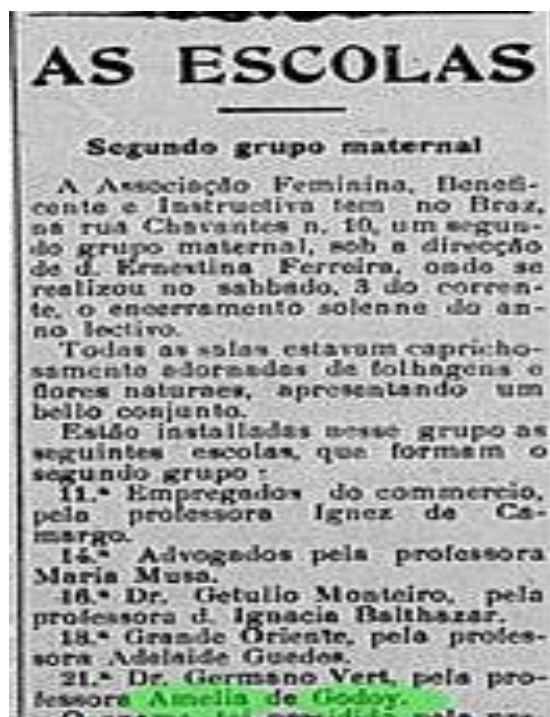 AS ESCOLAS
Segundo grupo maternal
A Associação Feminina, Benefi-
cente e Instructiva tem no Braz,
na rua Chavantes n. 10, um segun-
do grupo maternal, sob a direcção
de d. Ernestina Ferreira, onde se
realizou no sabbado, 3 do corren-
te, o encerramento solenne do an-
no lectivo.
Todas as salas estavam capricho-
samente adornadas de folhagens e
flores naturaes, apresentando um
bello conjunto.
Estão installadas nesse grupo as
seguintes escolas, que formam o
segundo grupo :
11.ª Empregados do commercio,
pela professora Ignez de Ca-
margo.
14.ª Advogados pela professora
Maria Musa.
16.ª Dr. Getulio Monteiro, pela
professora d. Ignacia Balthazar.
18.ª Grande Oriente, pela profes-
sora Adelaide Guedes.
21.ª Dr. Germano Vert, pela pro-
fessora Amelia de Godoy.